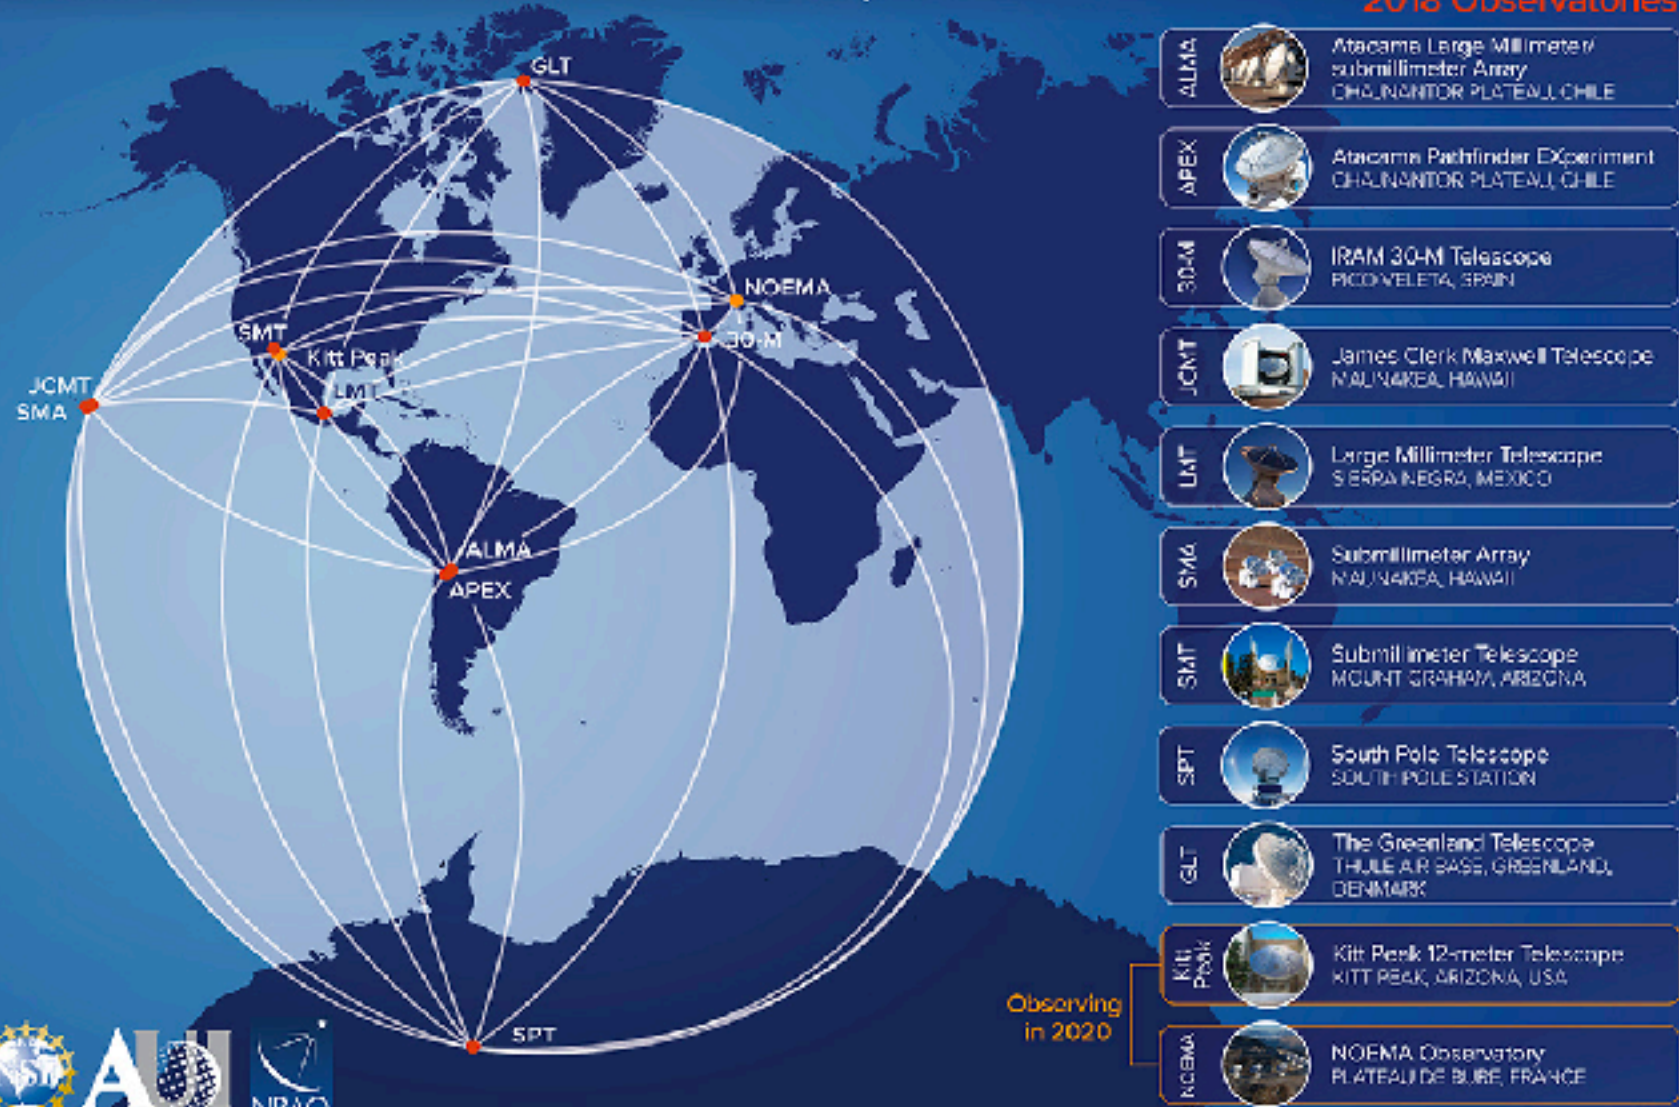 2018 Observatories
GLT
NOEMA
SMT
30-M
Kitt Peak
JCMT
LMT
SMA
ALMA
APEX
SPT
ALMA
Atacama Large Millimeter/
submillimeter Array
CHAJNANTOR PLATEAU, CHILE
APEX
Atacama Pathfinder EXperiment
CHAJNANTOR PLATEAU, CHILE
30-M
IRAM 30-M Telescope
PICO VELETA, SPAIN
JCMT
James Clerk Maxwell Telescope
MAUNAKEA, HAWAII
LMT
Large Millimeter Telescope
SIERRA NEGRA, MEXICO
SMA
Submillimeter Array
MAUNAKEA, HAWAII
SMT
Submillimeter Telescope
MOUNT GRAHAM, ARIZONA
SPT
South Pole Telescope
SOUTH POLE STATION
GLT
The Greenland Telescope
THULE AIR BASE, GREENLAND,
DENMARK
Observing
in 2020
Kitt
Peak
Kitt Peak 12-meter Telescope
KITT PEAK, ARIZONA, USA
NOEMA
NOEMA Observatory
PLATEAU DE BURE, FRANCE
NSF
AUI
NRAO